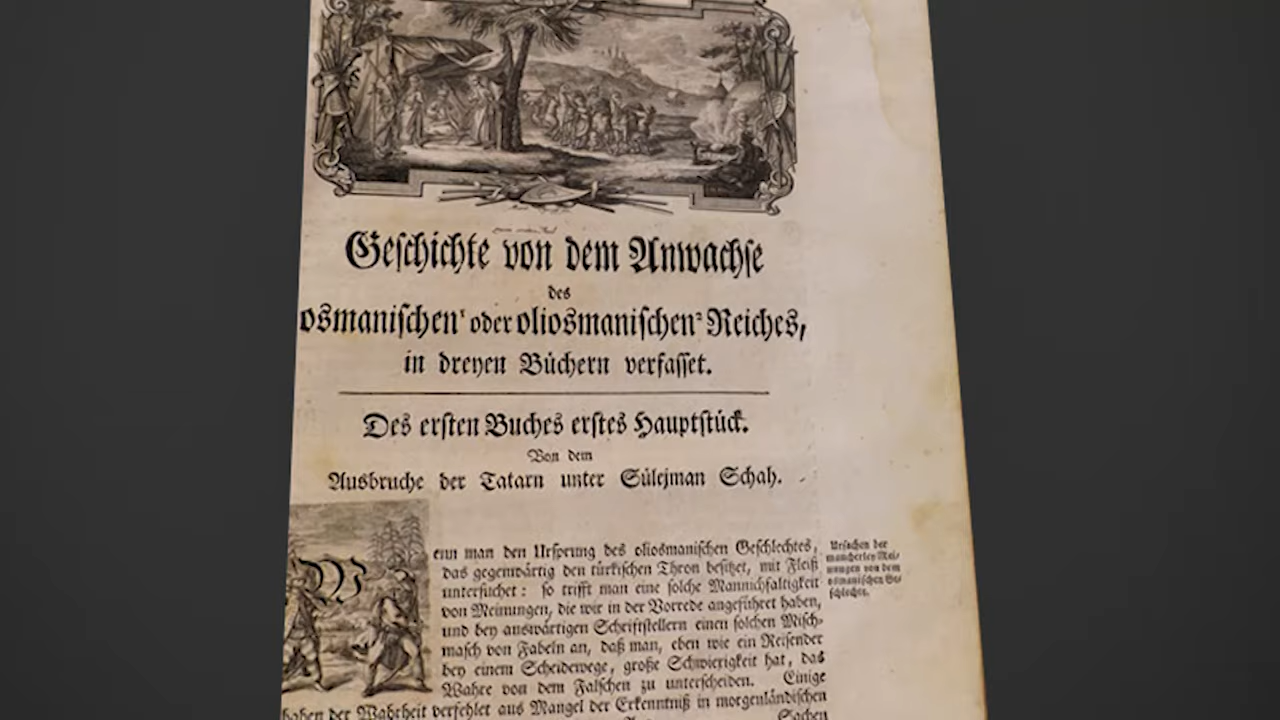 Geſchichte von dem Anwachſe
des
osmaniſchen¹ oder oliosmaniſchen² Reiches,
in dreyen Büchern verfaſſet.
Des erſten Buches erſtes Hauptſtück.
Von dem
Ausbruche der Tatarn unter Sülejman Schah.
Wenn man den Urſprung des oliosmaniſchen Geſchlechtes,
das gegenwärtig den türkiſchen Thron beſitzet, mit Fleiß
unterſuchet: ſo trifft man eine ſolche Mannichfaltigkeit
von Meinungen, die wir in der Vorrede angeführet haben,
und bey auswärtigen Schriftſtellern einen ſolchen Miſch-
maſch von Fabeln an, daß man, eben wie ein Reiſender
bey einem Scheidewege, große Schwierigkeit hat, das
Wahre von dem Falſchen zu unterſcheiden. Einige
haben der Wahrheit verfehlet aus Mangel der Erkenntniß in morgenländiſchen
Sachen
Urſachen der
mancherley Mei-
nungen von dem
osmaniſchen Ge-
ſchlechte.